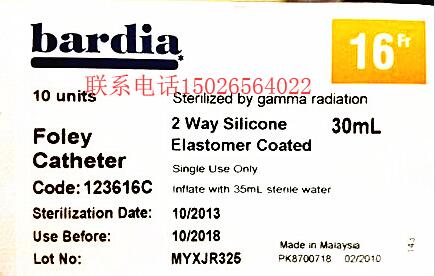 bardia
16 Fr
联系电话15026564022
10 units
Sterilized by gamma radiation
Foley Catheter
2 Way Silicone Elastomer Coated
30mL
Single Use Only
Code: 123616C
Inflate with 35mL sterile water
Sterilization Date: 10/2013
Use Before: 10/2018
Made in Malaysia
Lot No: MYXJR325
PK8700718 02/2010